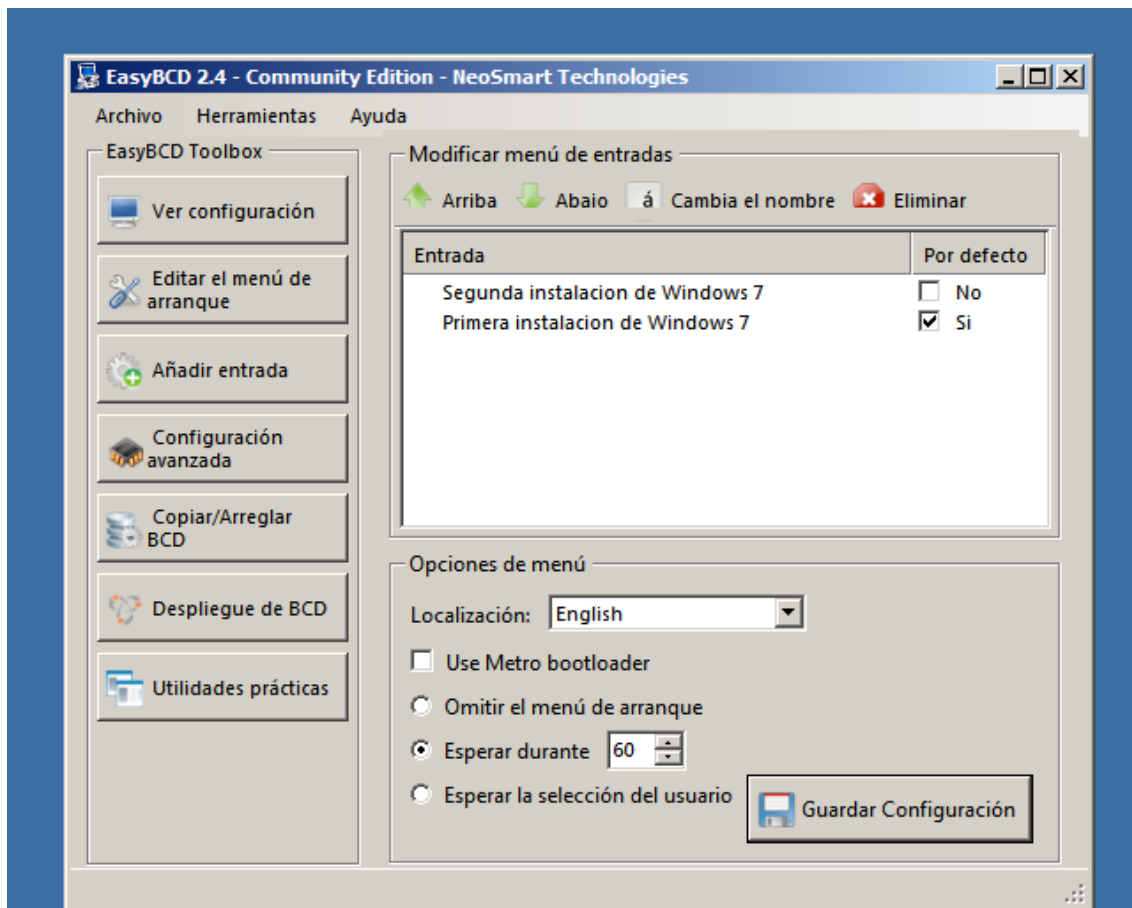 EasyBCD 2.4 - Community Edition - NeoSmart Technologies
Archivo Herramientas Ayuda
EasyBCD Toolbox
Ver configuración
Editar el menú de
arranque
Añadir entrada
Configuración
avanzada
Copiar/Arreglar
BCD
Despliegue de BCD
Utilidades prácticas
Modificar menú de entradas
Arriba Abaio á Cambia el nombre Eliminar
Entrada Por defecto
Segunda instalacion de Windows 7 No
Primera instalacion de Windows 7 Si
Opciones de menú
Localización: English
Use Metro bootloader
Omitir el menú de arranque
Esperar durante 60
Esperar la selección del usuario
Guardar Configuración